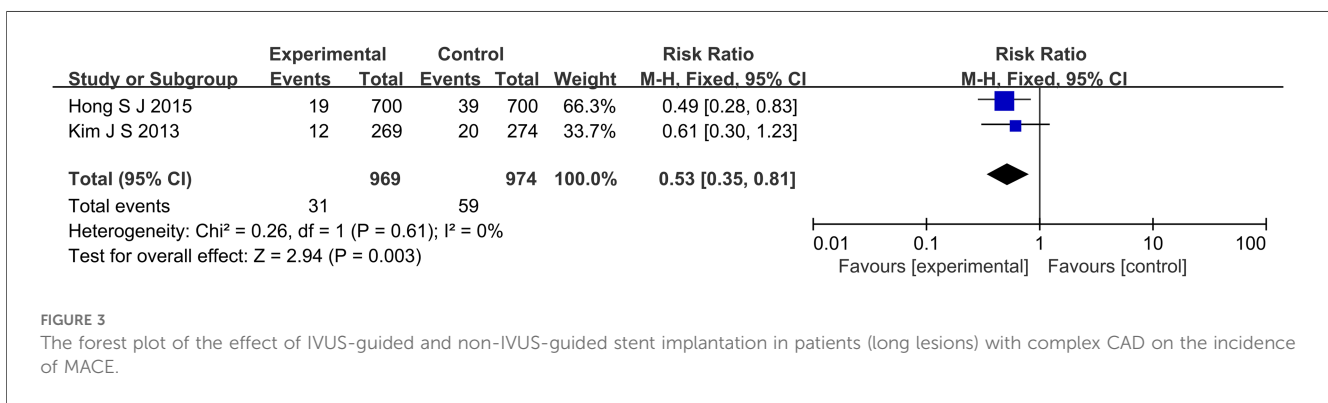 Experimental Control Risk Ratio Risk Ratio
Study or Subgroup Events Total Events Total Weight M-H, Fixed, 95% CI M-H, Fixed, 95% CI
Hong S J 2015 19 700 39 700 66.3% 0.49 [0.28, 0.83]
Kim J S 2013 12 269 20 274 33.7% 0.61 [0.30, 1.23]
Total (95% CI) 969 974 100.0% 0.53 [0.35, 0.81]
Total events 31 59
Heterogeneity: Chi² = 0.26, df = 1 (P = 0.61); I² = 0%
Test for overall effect: Z = 2.94 (P = 0.003)
0.01 0.1 1 10 100
Favours [experimental] Favours [control]
FIGURE 3
The forest plot of the effect of IVUS-guided and non-IVUS-guided stent implantation in patients (long lesions) with complex CAD on the incidence
of MACE.